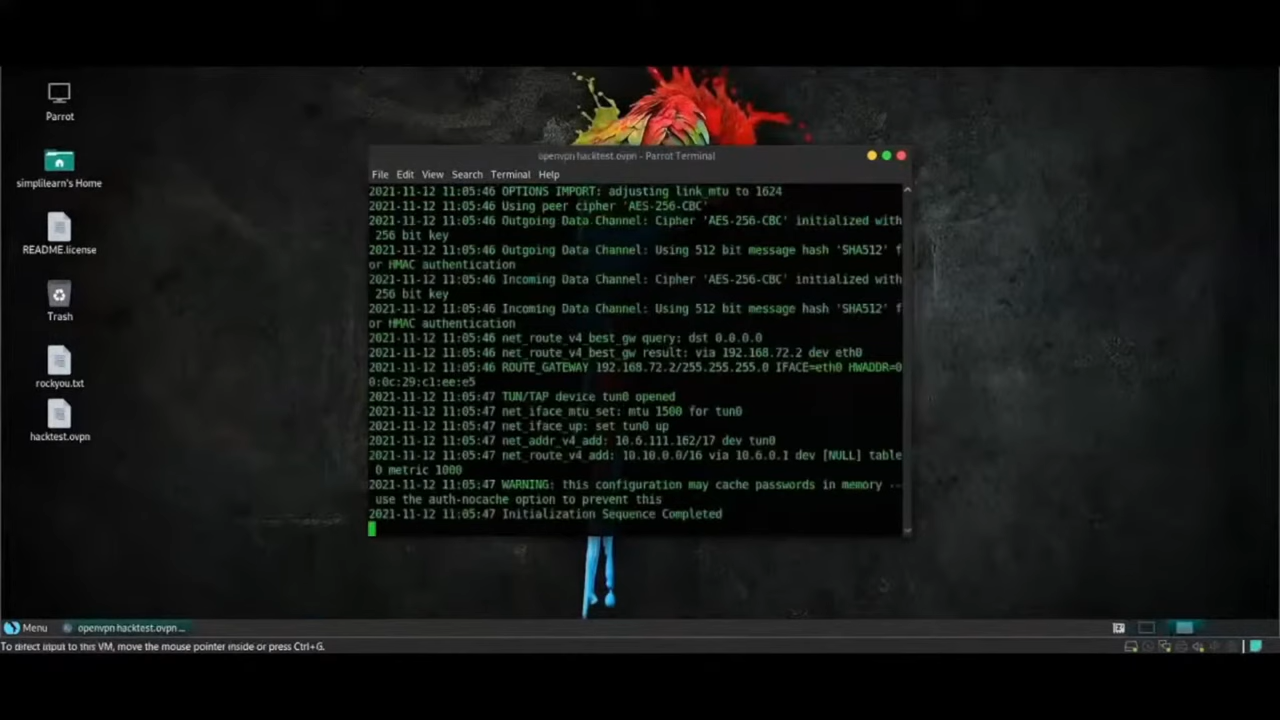 Parrot
simplilearn's Home
README.license
Trash
rockyou.txt
hacktest.ovpn
openvpn hacktest.ovpn - Parrot Terminal
File Edit View Search Terminal Help
2021-11-12 11:05:46 OPTIONS IMPORT: adjusting link_mtu to 1624
2021-11-12 11:05:46 Using peer cipher 'AES-256-CBC'
2021-11-12 11:05:46 Outgoing Data Channel: Cipher 'AES-256-CBC' initialized with
256 bit key
2021-11-12 11:05:46 Outgoing Data Channel: Using 512 bit message hash 'SHA512' f
or HMAC authentication
2021-11-12 11:05:46 Incoming Data Channel: Cipher 'AES-256-CBC' initialized with
256 bit key
2021-11-12 11:05:46 Incoming Data Channel: Using 512 bit message hash 'SHA512' f
or HMAC authentication
2021-11-12 11:05:46 net_route_v4_best_gw query: dst 0.0.0.0
2021-11-12 11:05:46 net_route_v4_best_gw result: via 192.168.72.2 dev eth0
2021-11-12 11:05:46 ROUTE_GATEWAY 192.168.72.2/255.255.255.0 IFACE=eth0 HWADDR=0
0:0c:29:c1:ee:e5
2021-11-12 11:05:47 TUN/TAP device tun0 opened
2021-11-12 11:05:47 net_iface_mtu_set: mtu 1500 for tun0
2021-11-12 11:05:47 net_iface_up: set tun0 up
2021-11-12 11:05:47 net_addr_v4_add: 10.6.111.162/17 dev tun0
2021-11-12 11:05:47 net_route_v4_add: 10.10.0.0/16 via 10.6.0.1 dev [NULL] table
0 metric 1000
2021-11-12 11:05:47 WARNING: this configuration may cache passwords in memory --
use the auth-nocache option to prevent this
2021-11-12 11:05:47 Initialization Sequence Completed
Menu openvpn hacktest.ovpn ...
To direct input to this VM, move the mouse pointer inside or press Ctrl+G.